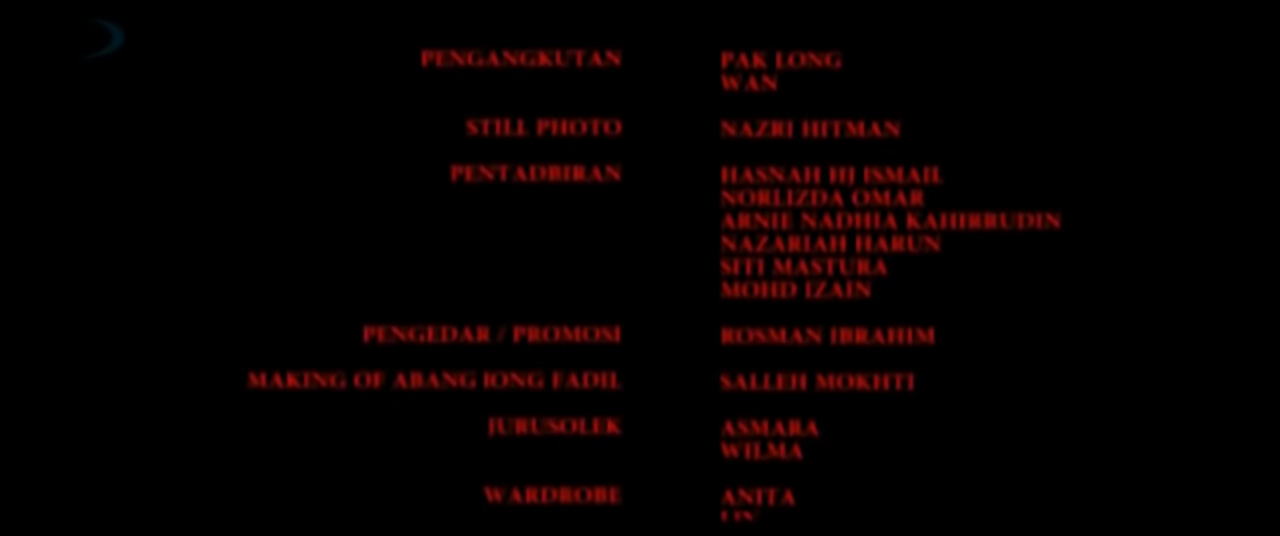 PENGANGKUTAN PAK LONG
WAN
STILL PHOTO NAZRI HITMAN
PENTADBIRAN HASNAH HJ ISMAIL
NORLIZDA OMAR
ARNIE NADHIA KAHIRRUDIN
NAZARIAH HARUN
SITI MASTURA
MOHD IZAIN
PENGEDAR / PROMOSI ROSMAN IBRAHIM
MAKING OF ABANG lONG FADIL SALLEH MOKHTI
JURUSOLEK ASMARA
WILMA
WARDROBE ANITA